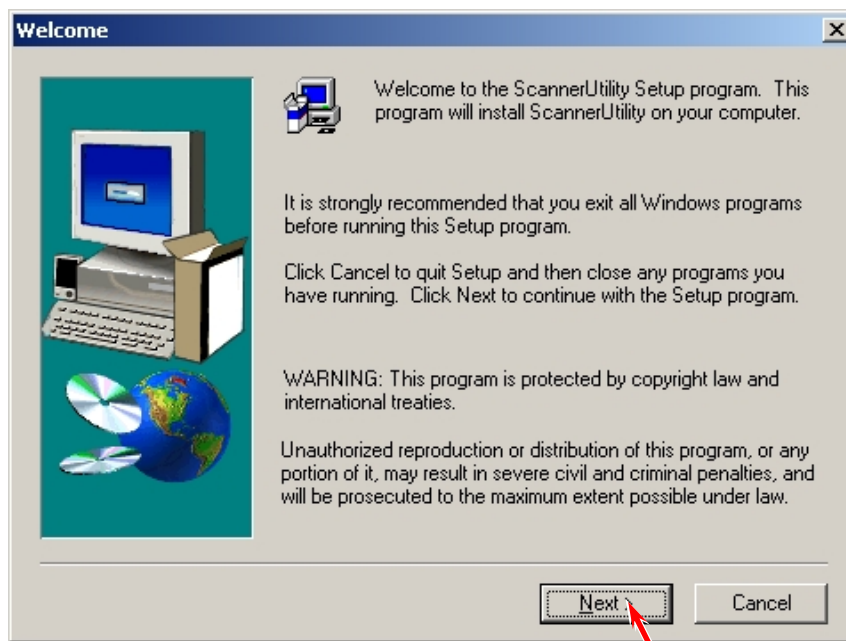 Welcome
Welcome to the ScannerUtility Setup program.  This
program will install ScannerUtility on your computer.
It is strongly recommended that you exit all Windows programs
before running this Setup program.
Click Cancel to quit Setup and then close any programs you
have running.  Click Next to continue with the Setup program.
WARNING: This program is protected by copyright law and
international treaties.
Unauthorized reproduction or distribution of this program, or any
portion of it, may result in severe civil and criminal penalties, and
will be prosecuted to the maximum extent possible under law.
Next >
Cancel